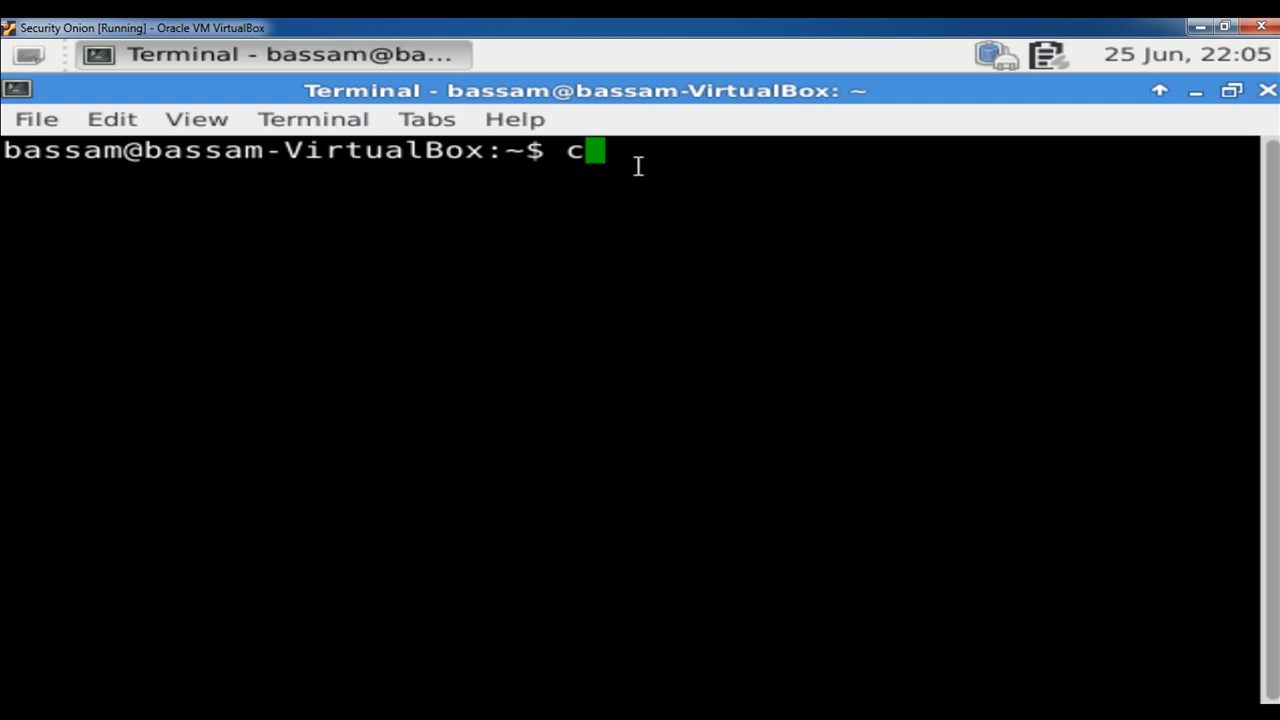 Security Onion [Running] - Oracle VM VirtualBox
Terminal - bassam@ba...
25 Jun, 22:05
Terminal - bassam@bassam-VirtualBox: ~
File Edit View Terminal Tabs Help
bassam@bassam-VirtualBox:~$ c